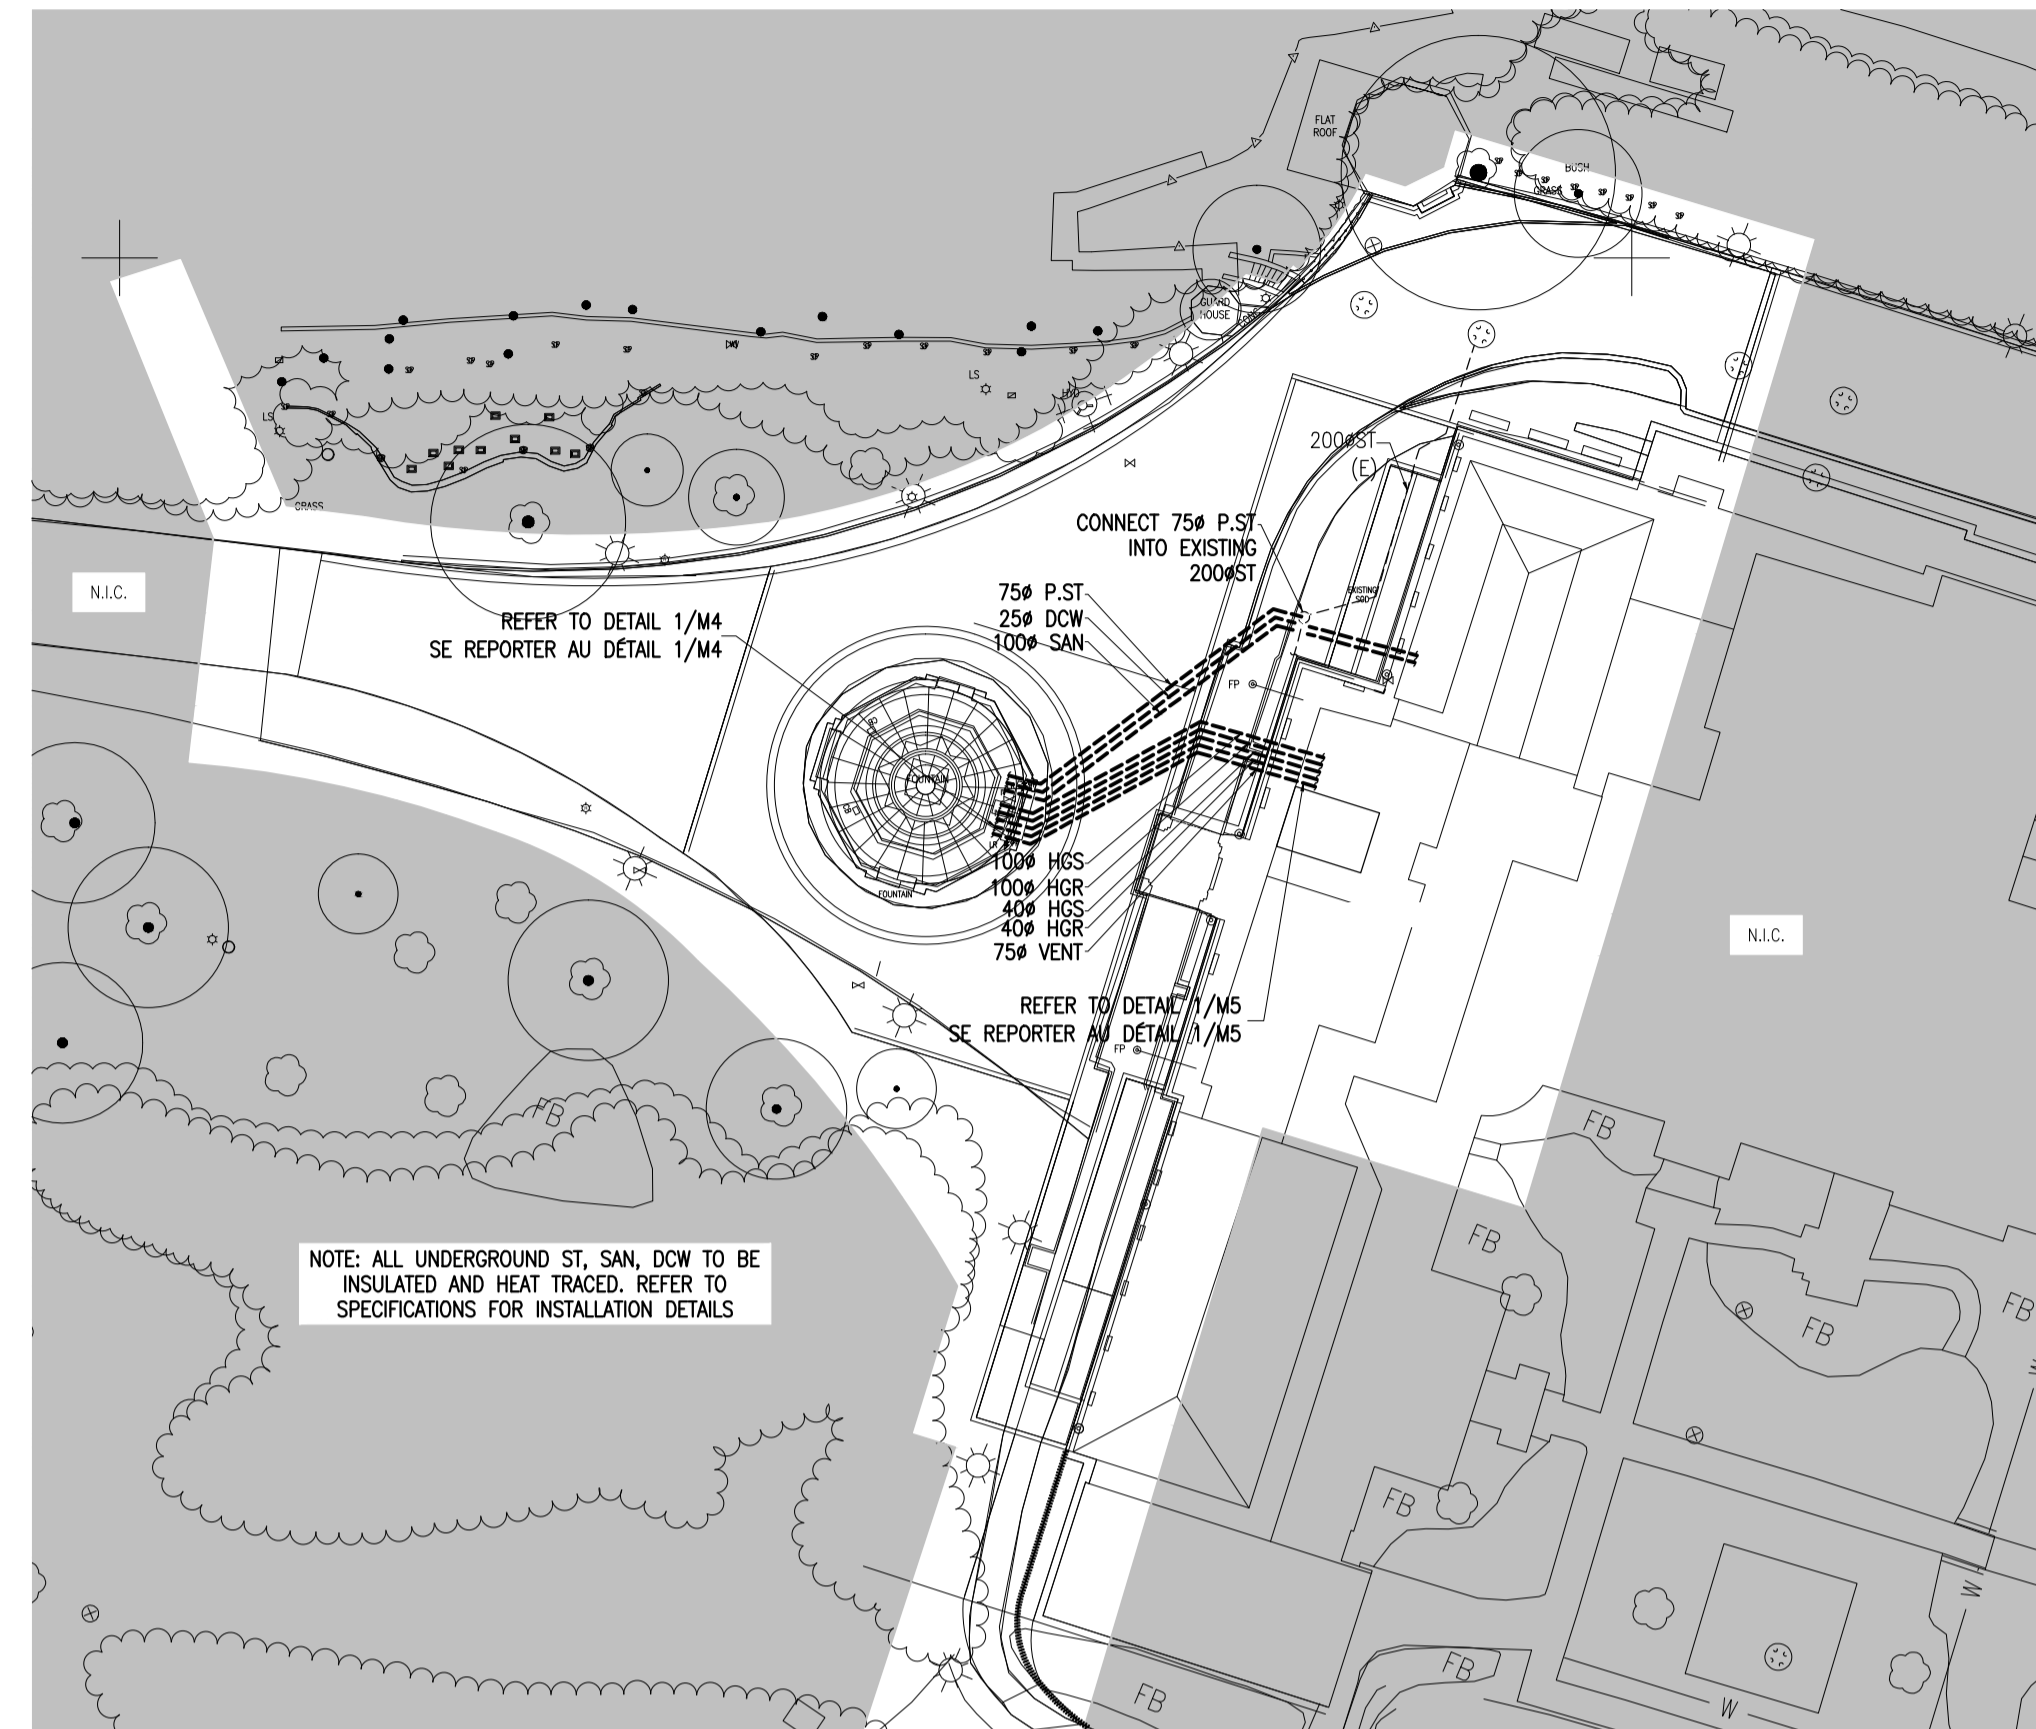 FLAT
ROOF
BUSH
GRASS
GUARD
HOUSE
LS
LS
GRASS
200øST
(E)
CONNECT 75ø P.ST
INTO EXISTING
200øST
N.I.C.
75ø P.ST
25ø DCW
100ø SAN
EXISTING
REFER TO DETAIL 1/M4
SE REPORTER AU DÉTAIL 1/M4
FP
CB
FOUNTAIN
CB
FOUNTAIN
100ø HGS
100ø HGR
40ø HGS
40ø HGR
75ø VENT
N.I.C.
REFER TO DETAIL 1/M5
SE REPORTER AU DÉTAIL 1/M5
FP
FB
FB
FB
NOTE: ALL UNDERGROUND ST, SAN, DCW TO BE
INSULATED AND HEAT TRACED. REFER TO
SPECIFICATIONS FOR INSTALLATION DETAILS
FB
FB
FB
W
FB
FB
W
W